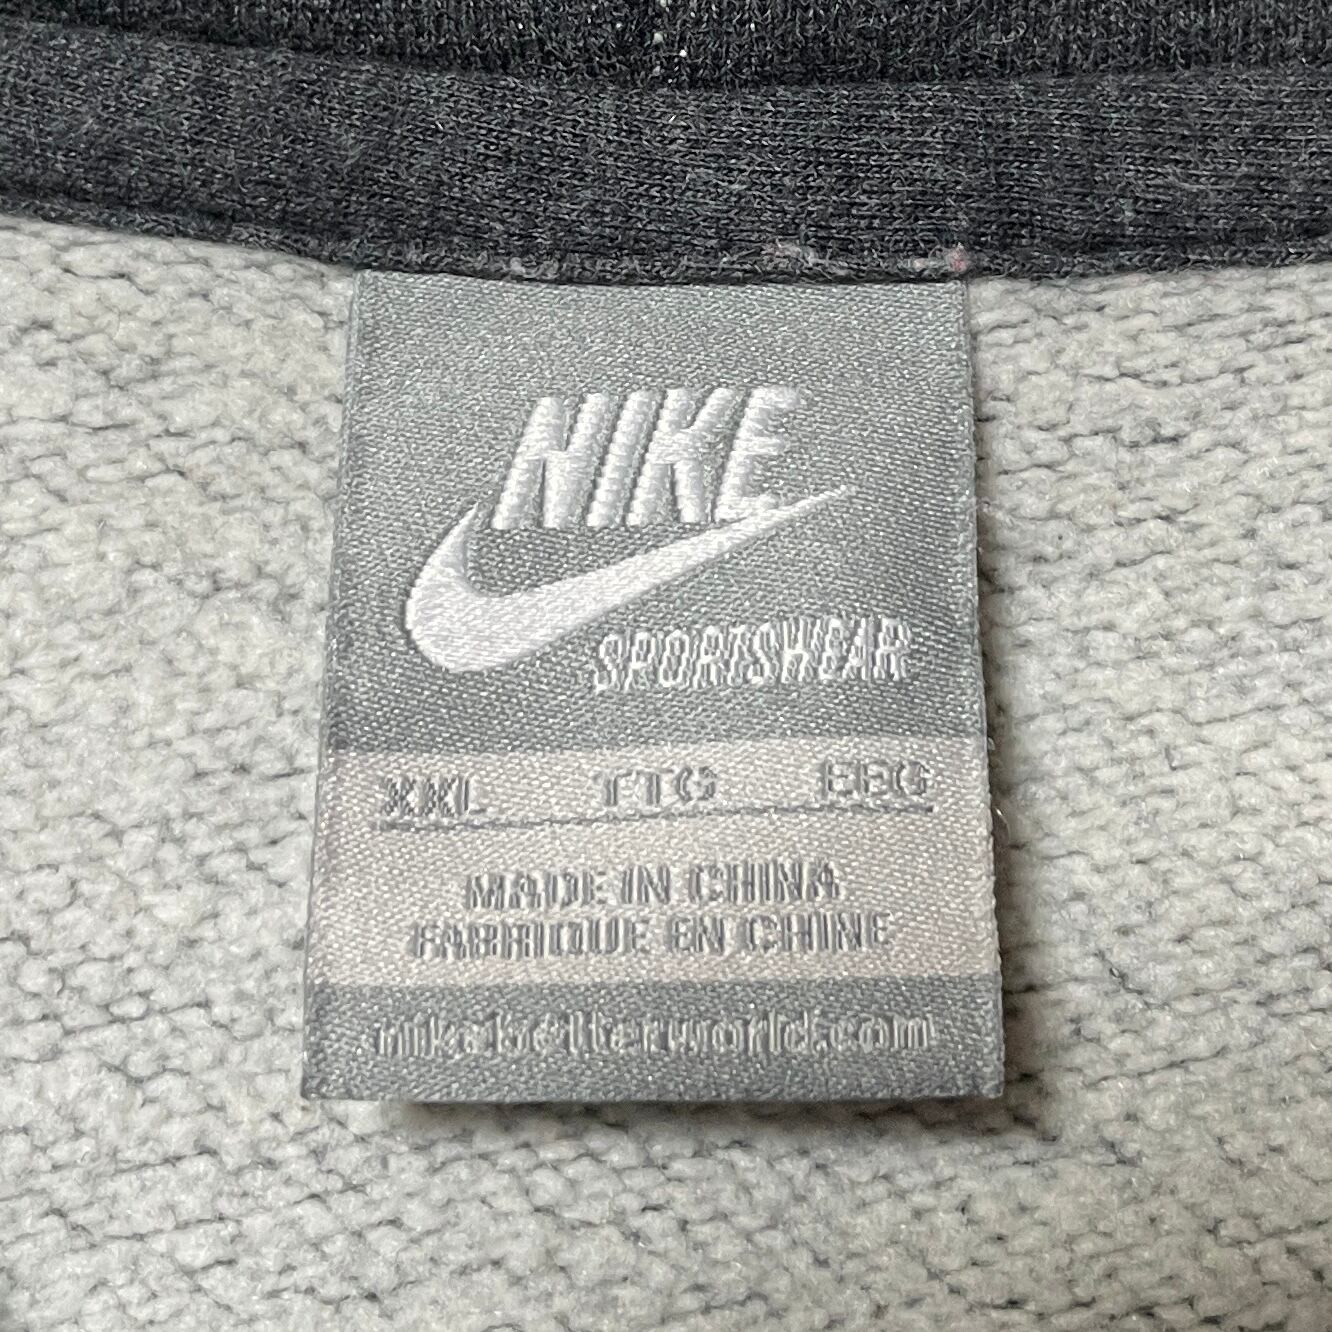 NIKE
SPORTSWEAR
XXL TTG EEG
MADE IN CHINA
FABRIQUE EN CHINE
nikebetterworld.com